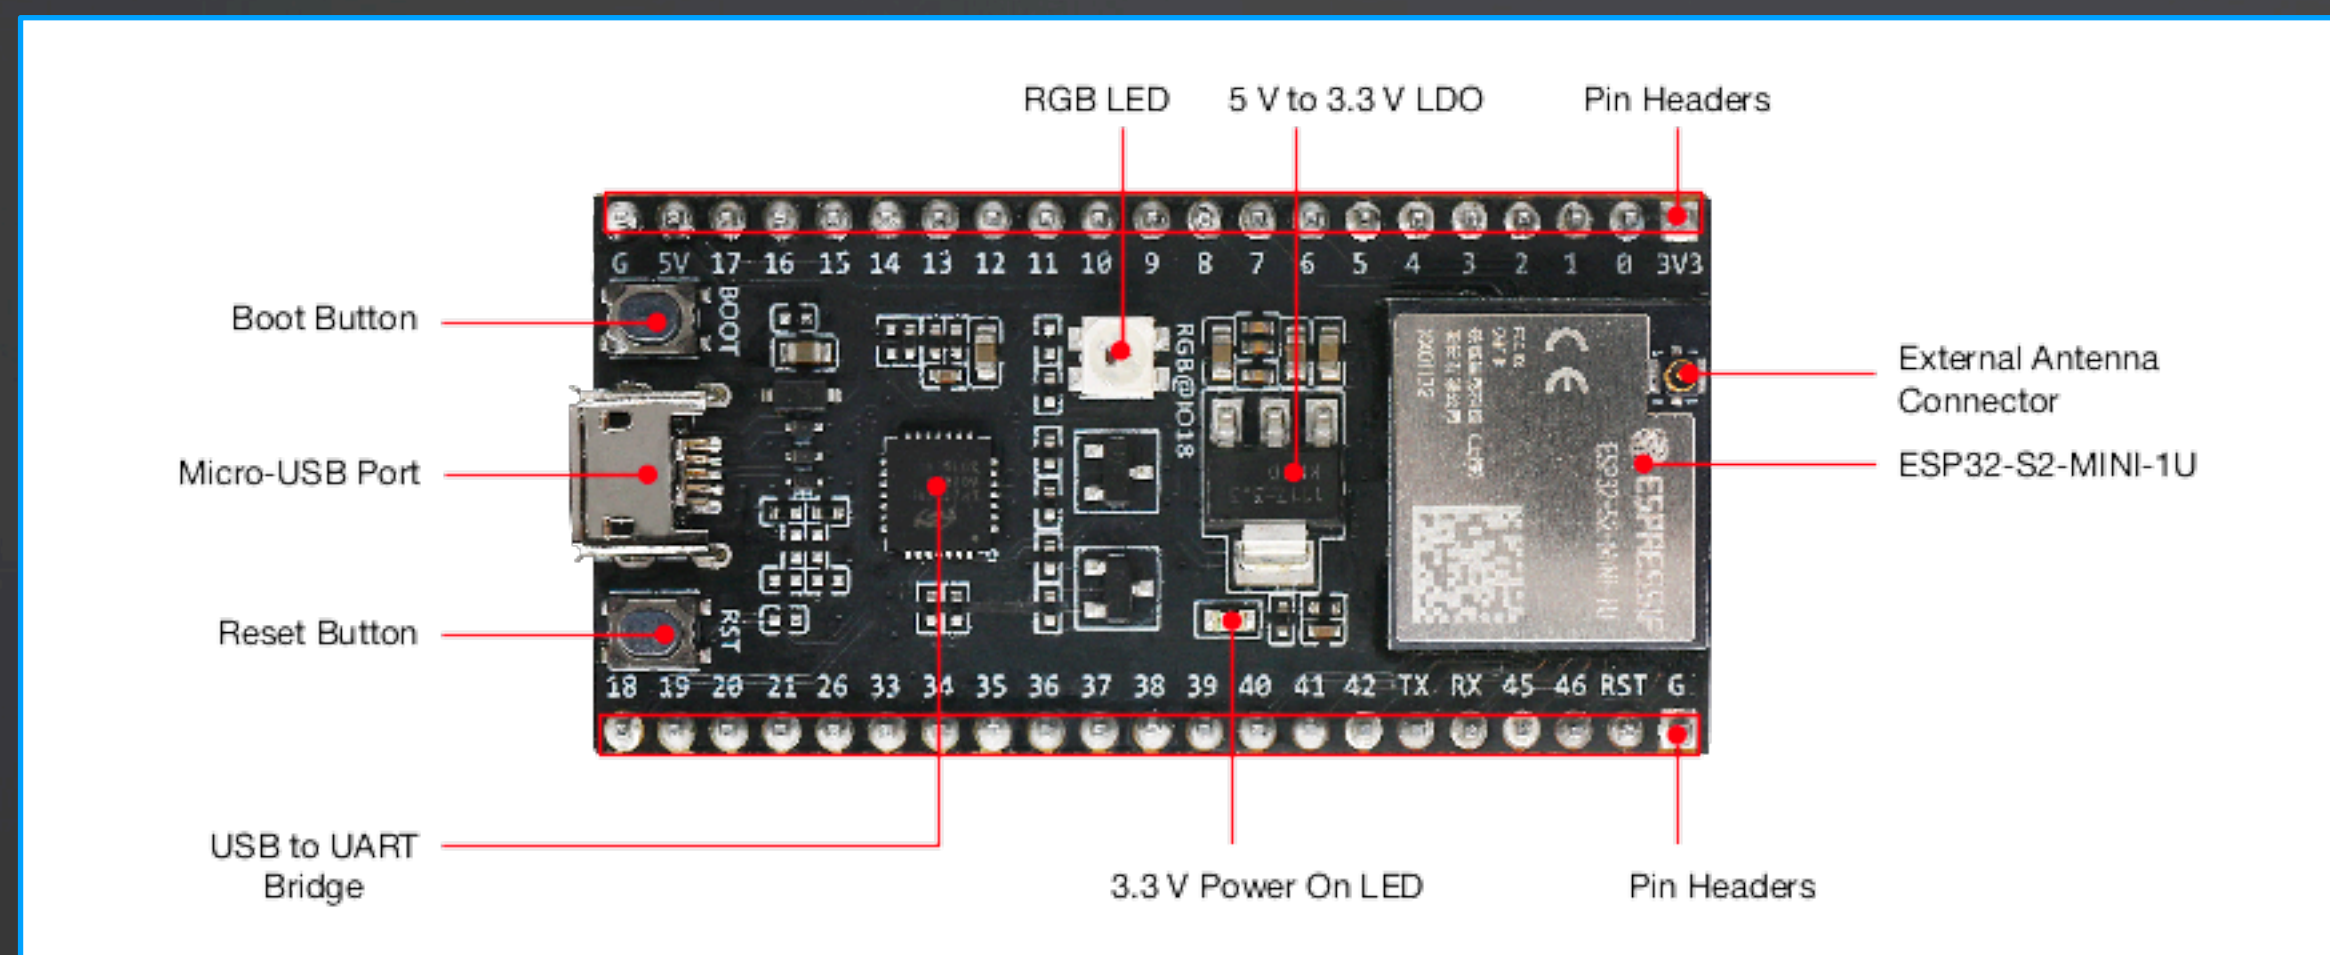 RGB LED
5 V to 3.3 V LDO
Pin Headers
G 5V 17 16 15 14 13 12 11 10 9 8 7 6 5 4 3 2 1 0 3V3
Boot Button
BOOT
RGB@IO18
External Antenna
Connector
Micro-USB Port
ESP32-S2-MINI-1U
ESPRESSIF
ESP32-S2-MINI-1U
Reset Button
RST
18 19 20 21 26 33 34 35 36 37 38 39 40 41 42 TX RX 45 46 RST G
USB to UART
Bridge
3.3 V Power On LED
Pin Headers